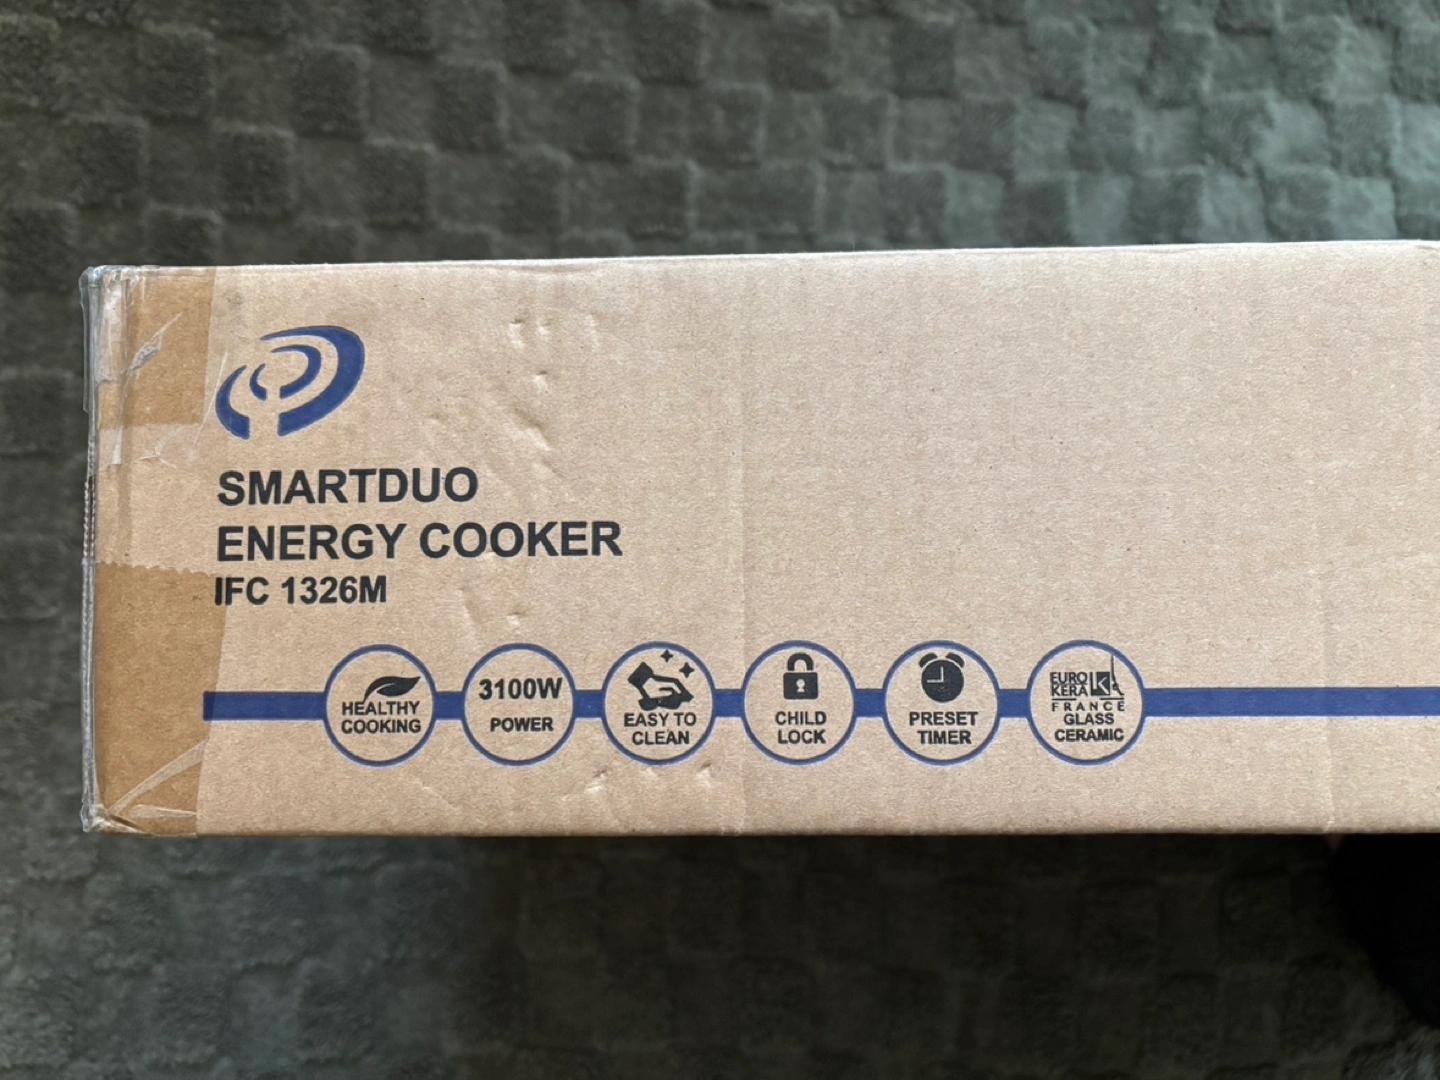 SMARTDUO
ENERGY COOKER
IFC 1326M
HEALTHY
COOKING
3100W
POWER
EASY TO
CLEAN
CHILD
LOCK
PRESET
TIMER
EURO
KERA
FRANCE
GLASS
CERAMIC